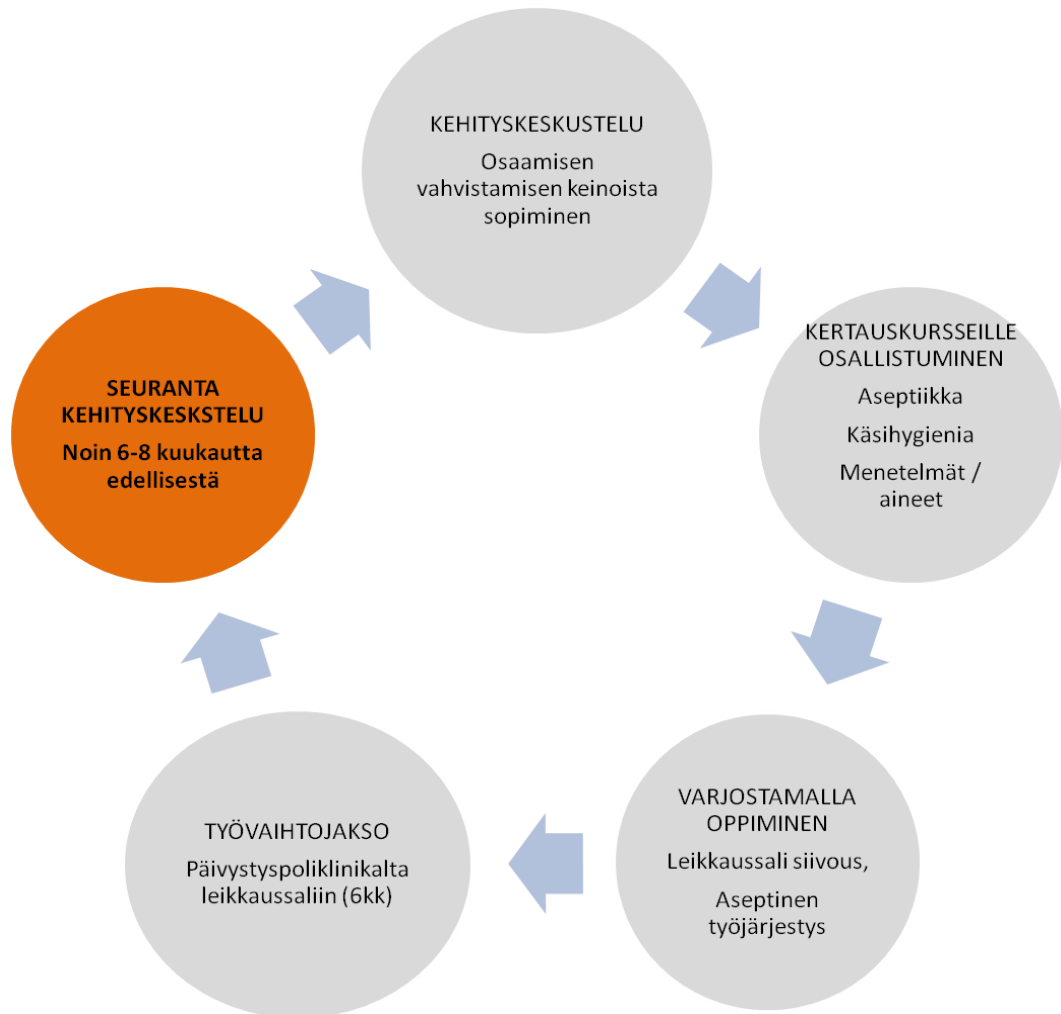 KEHITYSKESKUSTELU
Osaamisen
vahvistamisen keinoista
sopiminen
KERTAUSKURSSEILLE
OSALLISTUMINEN
Aseptiikka
Käsihygienia
Menetelmät /
aineet
VARJOSTAMALLA
OPPIMINEN
Leikkaussali siivous,
Aseptinen
työjärjestys
TYÖVAIHTOJAKSO
Päivystyspoliklinikalta
leikkaussaliin (6kk)
SEURANTA
KEHITYSKESKSTELU
Noin 6-8 kuukautta
edellisestä